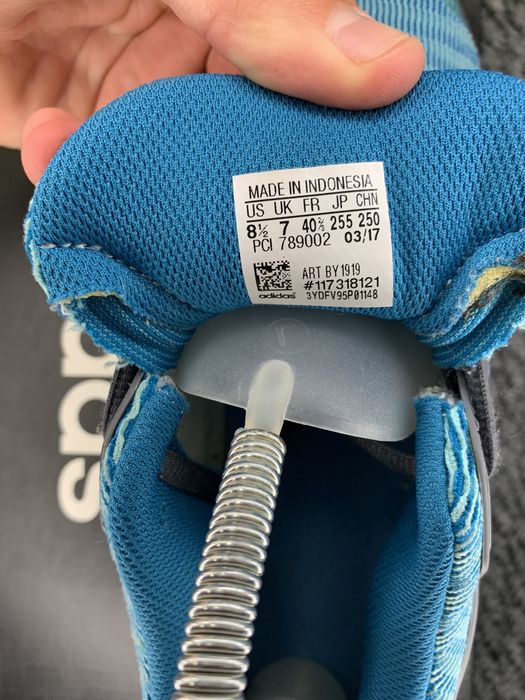 MADE IN INDONESIA
US UK FR JP CHN
8½ 7 40⅔ 255 250
PCI 789002 03/17
ART BY1919
#117318121
adidas 3YDFV95P01148